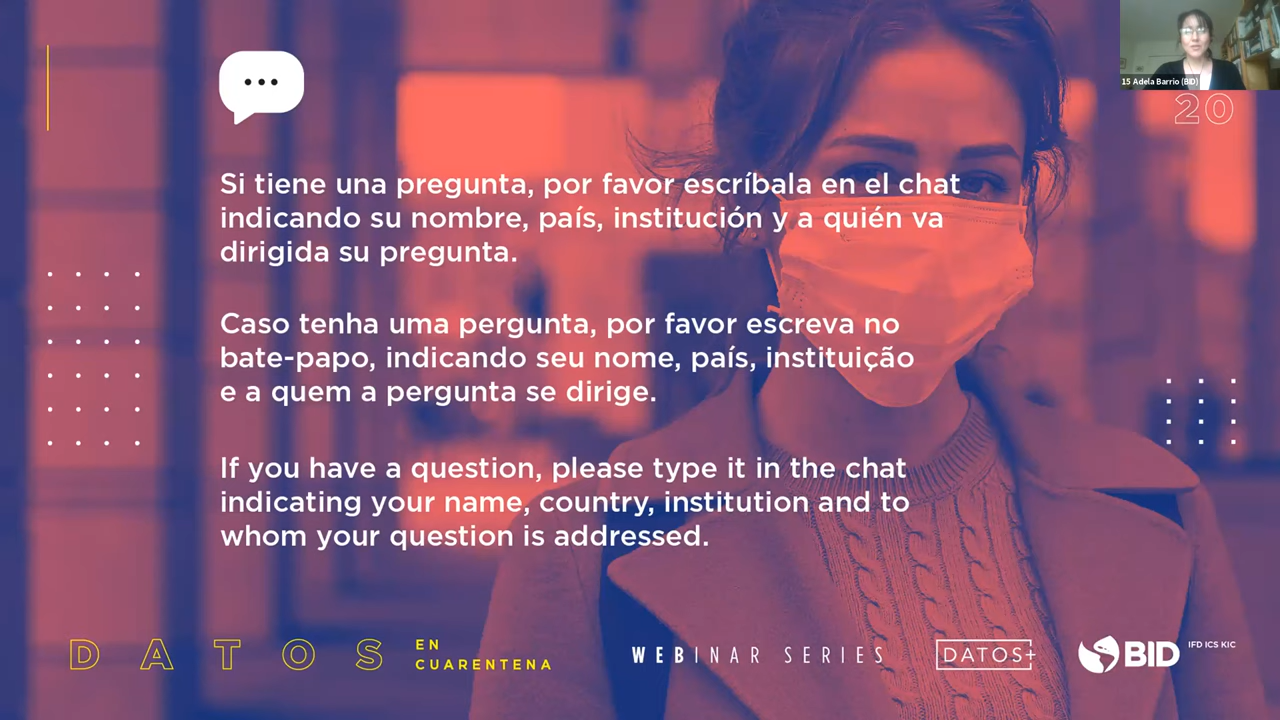 15 Adela Barrio (BID)
20
Si tiene una pregunta, por favor escríbala en el chat
indicando su nombre, país, institución y a quién va
dirigida su pregunta.
Caso tenha uma pergunta, por favor escreva no
bate-papo, indicando seu nome, país, instituição
e a quem a pergunta se dirige.
If you have a question, please type it in the chat
indicating your name, country, institution and to
whom your question is addressed.
DATOS
EN
CUARENTENA
WEBINAR SERIES
DATOS+
BID
IFD ICS KIC